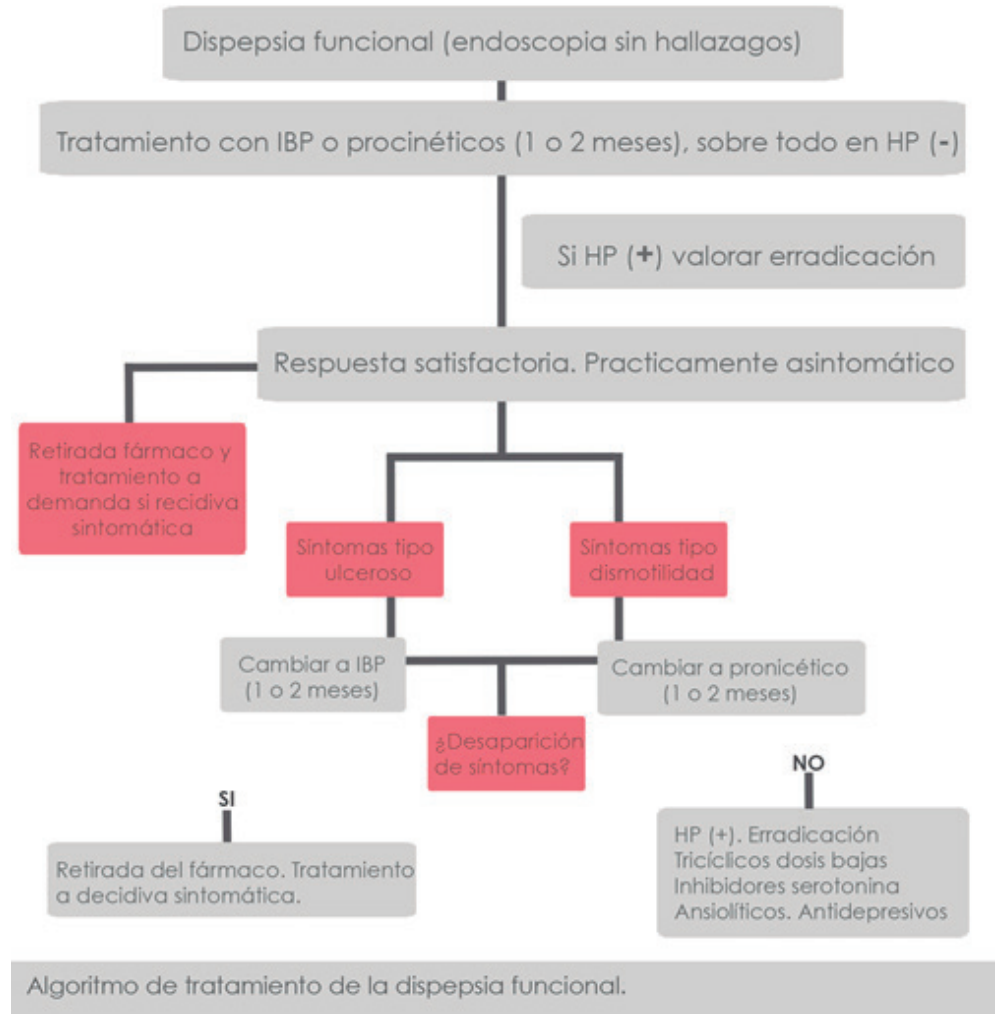 Dispepsia funcional (endoscopia sin hallazagos)
Tratamiento con IBP o procinéticos (1 o 2 meses), sobre todo en HP (-)
Si HP (+) valorar erradicación
Respuesta satisfactoria. Practicamente asintomático
Retirada fármaco y
tratamiento a
demanda si recidiva
sintomática
Síntomas tipo
ulceroso
Síntomas tipo
dismotilidad
Cambiar a IBP
(1 o 2 meses)
Cambiar a pronicético
(1 o 2 meses)
¿Desaparición
de síntomas?
SI
NO
Retirada del fármaco. Tratamiento
a decidiva sintomática.
HP (+). Erradicación
Tricíclicos dosis bajas
Inhibidores serotonina
Ansiolíticos. Antidepresivos
Algoritmo de tratamiento de la dispepsia funcional.